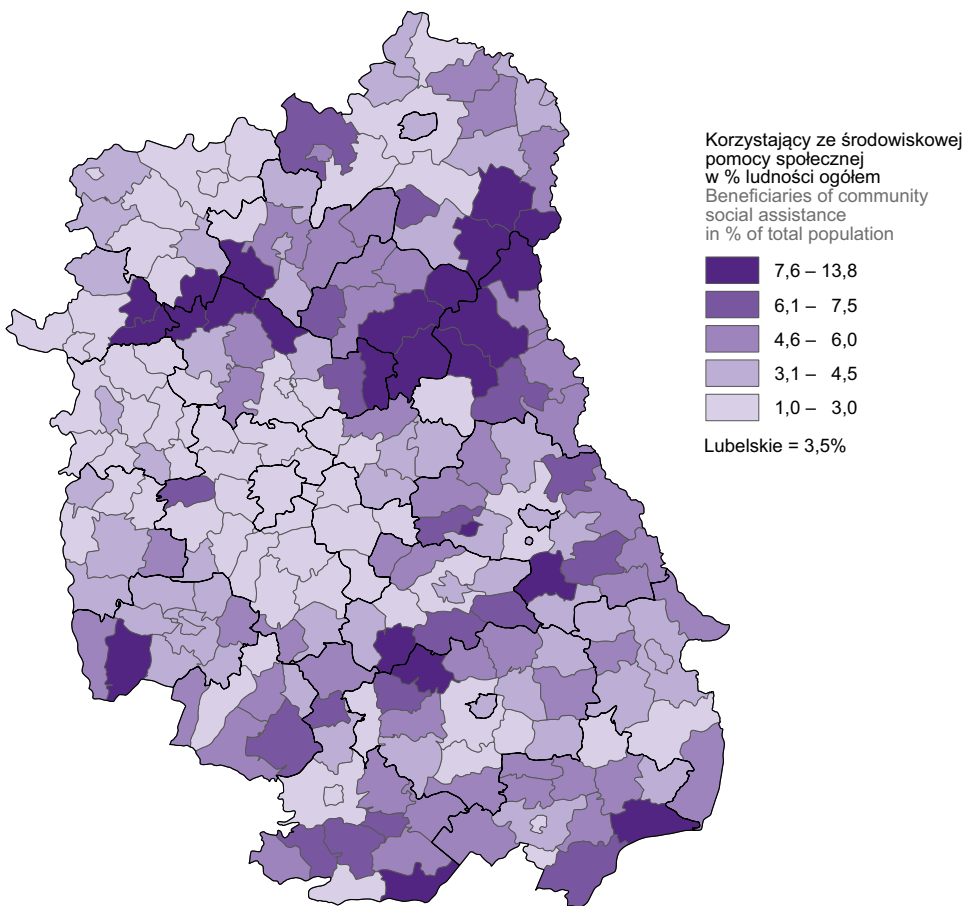 Korzystający ze środowiskowej
pomocy społecznej
w % ludności ogółem
Beneficiaries of community
social assistance
in % of total population
7,6 – 13,8
6,1 – 7,5
4,6 – 6,0
3,1 – 4,5
1,0 – 3,0
Lubelskie = 3,5%